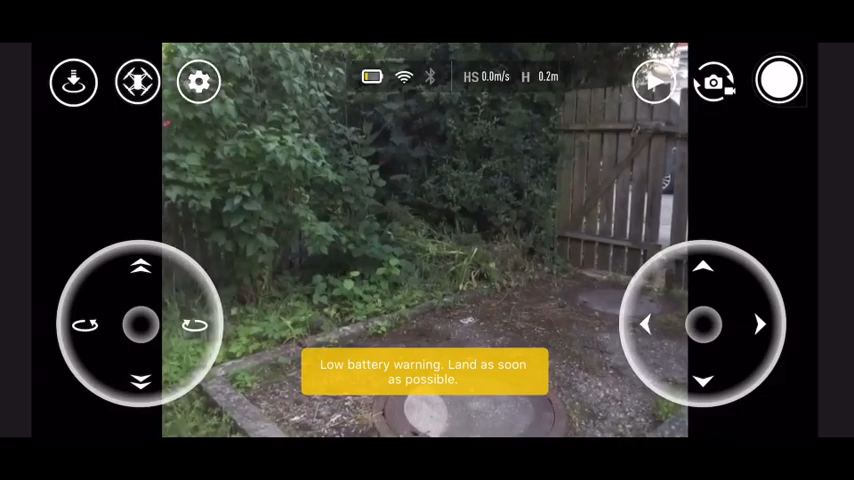 HS 0.0m/s H 0.2m
Low battery warning. Land as soon
as possible.